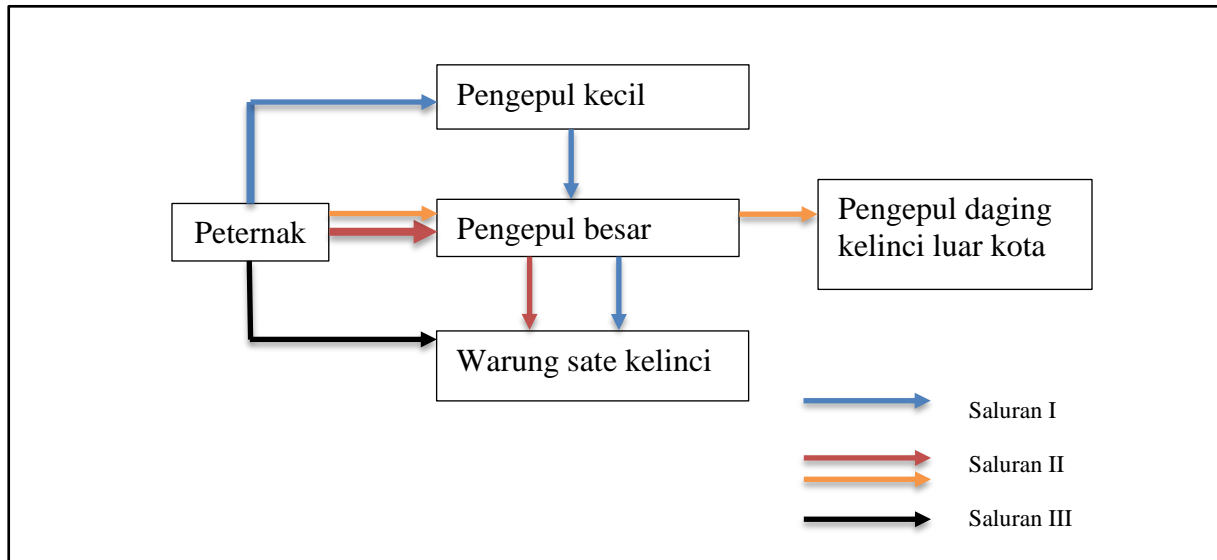 Pengepul kecil
Peternak
Pengepul besar
Pengepul daging
kelinci luar kota
Warung sate kelinci
Saluran I
Saluran II
Saluran III